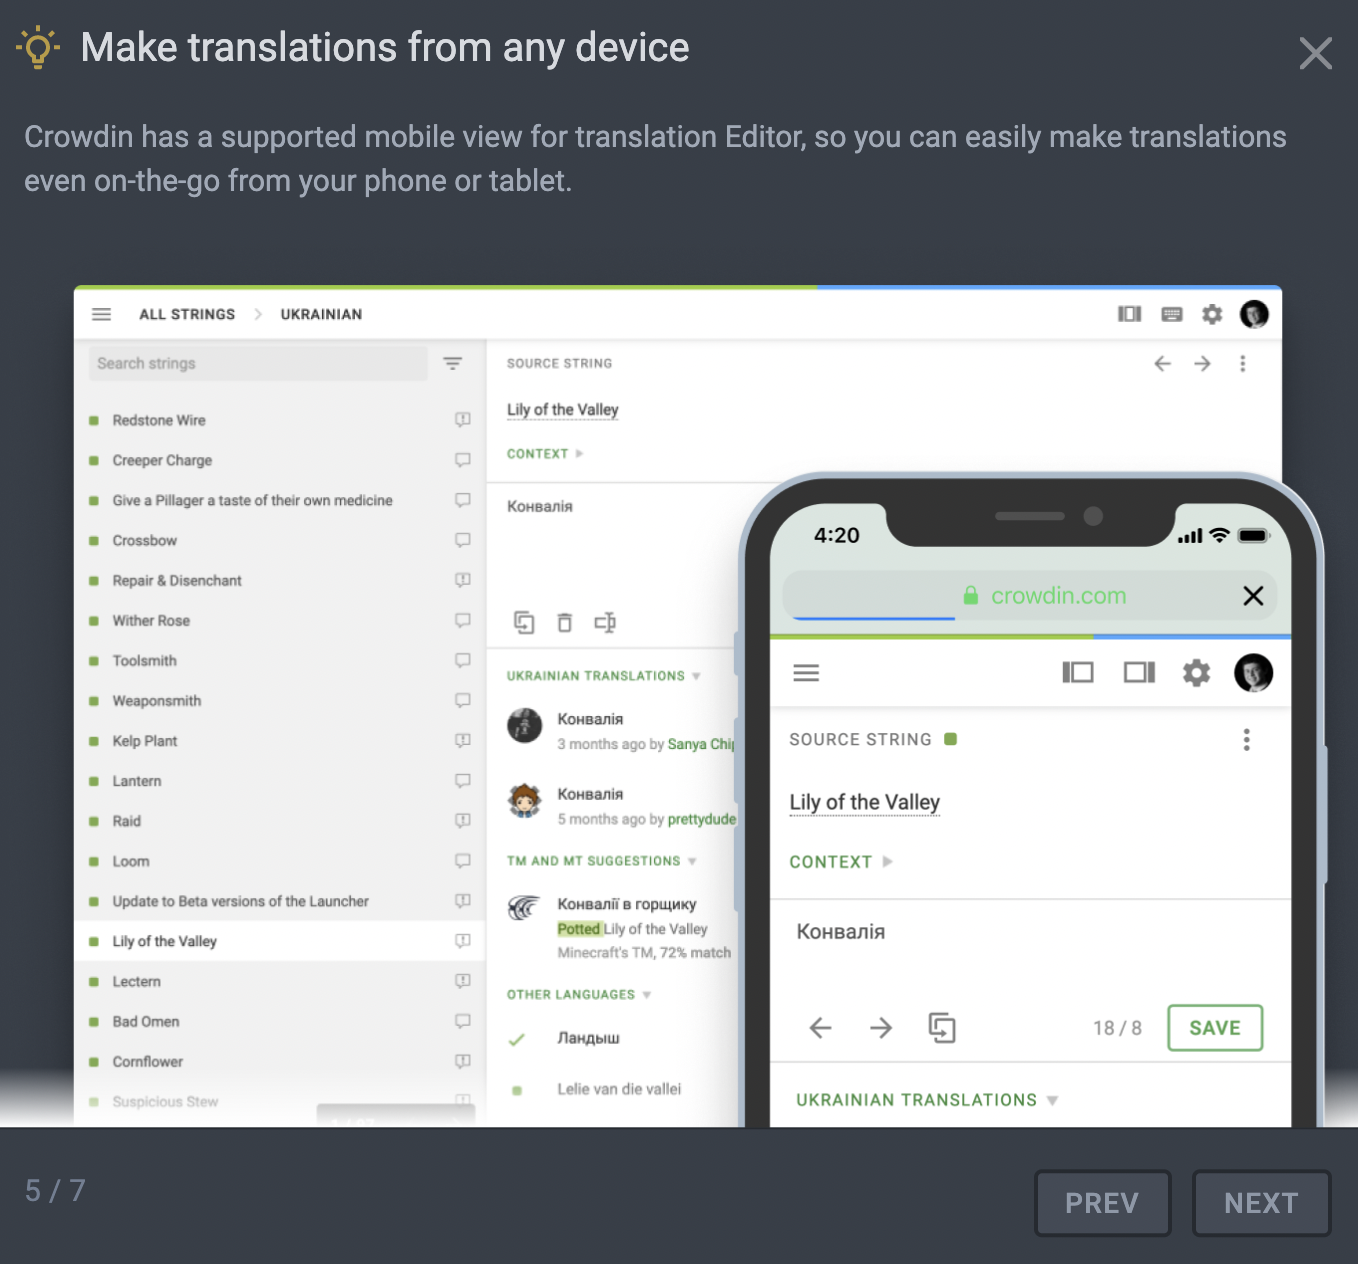 Make translations from any device
Crowdin has a supported mobile view for translation Editor, so you can easily make translations
even on-the-go from your phone or tablet.
ALL STRINGS > UKRAINIAN
Search strings
Redstone Wire
Creeper Charge
Give a Pillager a taste of their own medicine
Crossbow
Repair & Disenchant
Wither Rose
Toolsmith
Weaponsmith
Kelp Plant
Lantern
Raid
Loom
Update to Beta versions of the Launcher
Lily of the Valley
Lectern
Bad Omen
Cornflower
Suspicious Stew
SOURCE STRING
Lily of the Valley
CONTEXT
Конвалія
UKRAINIAN TRANSLATIONS
Конвалія
3 months ago by Sanya Chip
Конвалія
5 months ago by prettydude
TM AND MT SUGGESTIONS
Конвалії в горщику
Potted Lily of the Valley
Minecraft's TM, 72% match
OTHER LANGUAGES
Ландыш
Lelie van die vallei
4:20
crowdin.com
SOURCE STRING
Lily of the Valley
CONTEXT
Конвалія
18 / 8
SAVE
UKRAINIAN TRANSLATIONS
5 / 7
PREV
NEXT